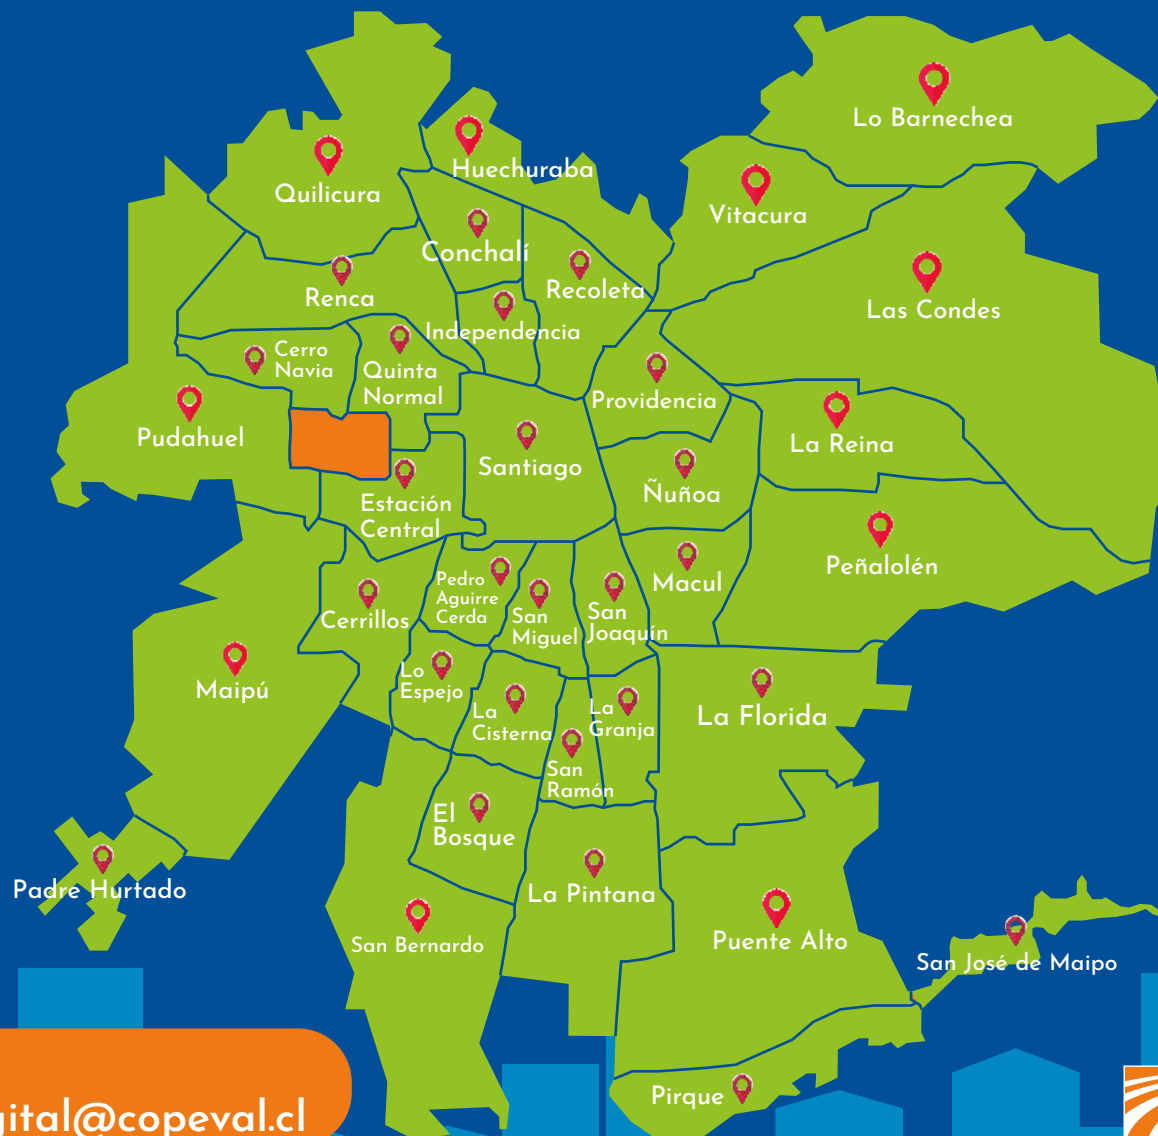 Lo Barnechea
Huechuraba
Quilicura
Vitacura
Conchalí
Recoleta
Renca
Las Condes
Independencia
Cerro
Navia
Quinta
Normal
Providencia
Pudahuel
La Reina
Santiago
Ñuñoa
Estación
Central
Peñalolén
Macul
Pedro
Aguirre
Cerda
San
Miguel
San
Joaquín
Cerrillos
Lo
Espejo
Maipú
La
Cisterna
La
Granja
La Florida
San
Ramón
El
Bosque
Padre Hurtado
La Pintana
San Bernardo
Puente Alto
San José de Maipo
Pirque
gital@copeval.cl